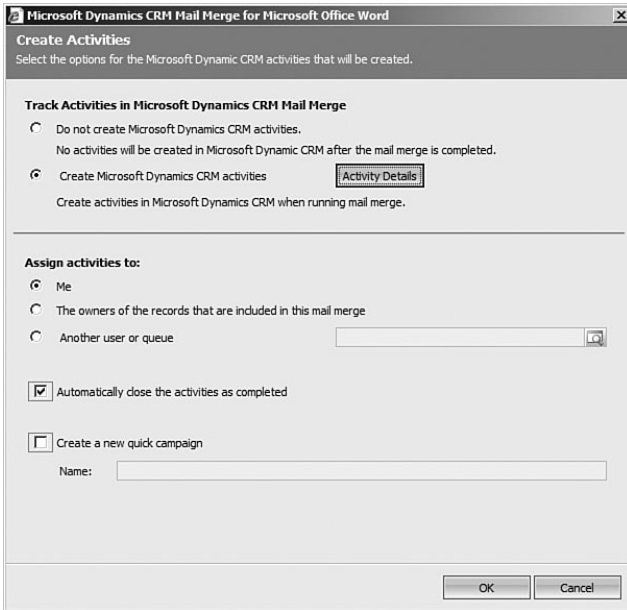 Microsoft Dynamics CRM Mail Merge for Microsoft Office Word
Create Activities
Select the options for the Microsoft Dynamic CRM activities that will be created.
Track Activities in Microsoft Dynamics CRM Mail Merge
Do not create Microsoft Dynamics CRM activities.
No activities will be created in Microsoft Dynamic CRM after the mail merge is completed.
Create Microsoft Dynamics CRM activities Activity Details
Create activities in Microsoft Dynamics CRM when running mail merge.
Assign activities to:
Me
The owners of the records that are included in this mail merge
Another user or queue
Automatically close the activities as completed
Create a new quick campaign
Name:
OK Cancel